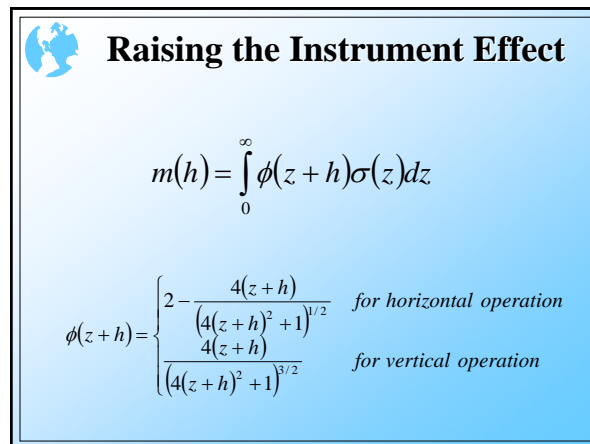 Raising the Instrument Effect
m(h) = ∫₀^∞ ϕ(z + h)σ(z)dz
ϕ(z + h) = { 2 − 4(z + h) / (4(z + h)² + 1)^{1/2} for horizontal operation
4(z + h) / (4(z + h)² + 1)^{3/2} for vertical operation